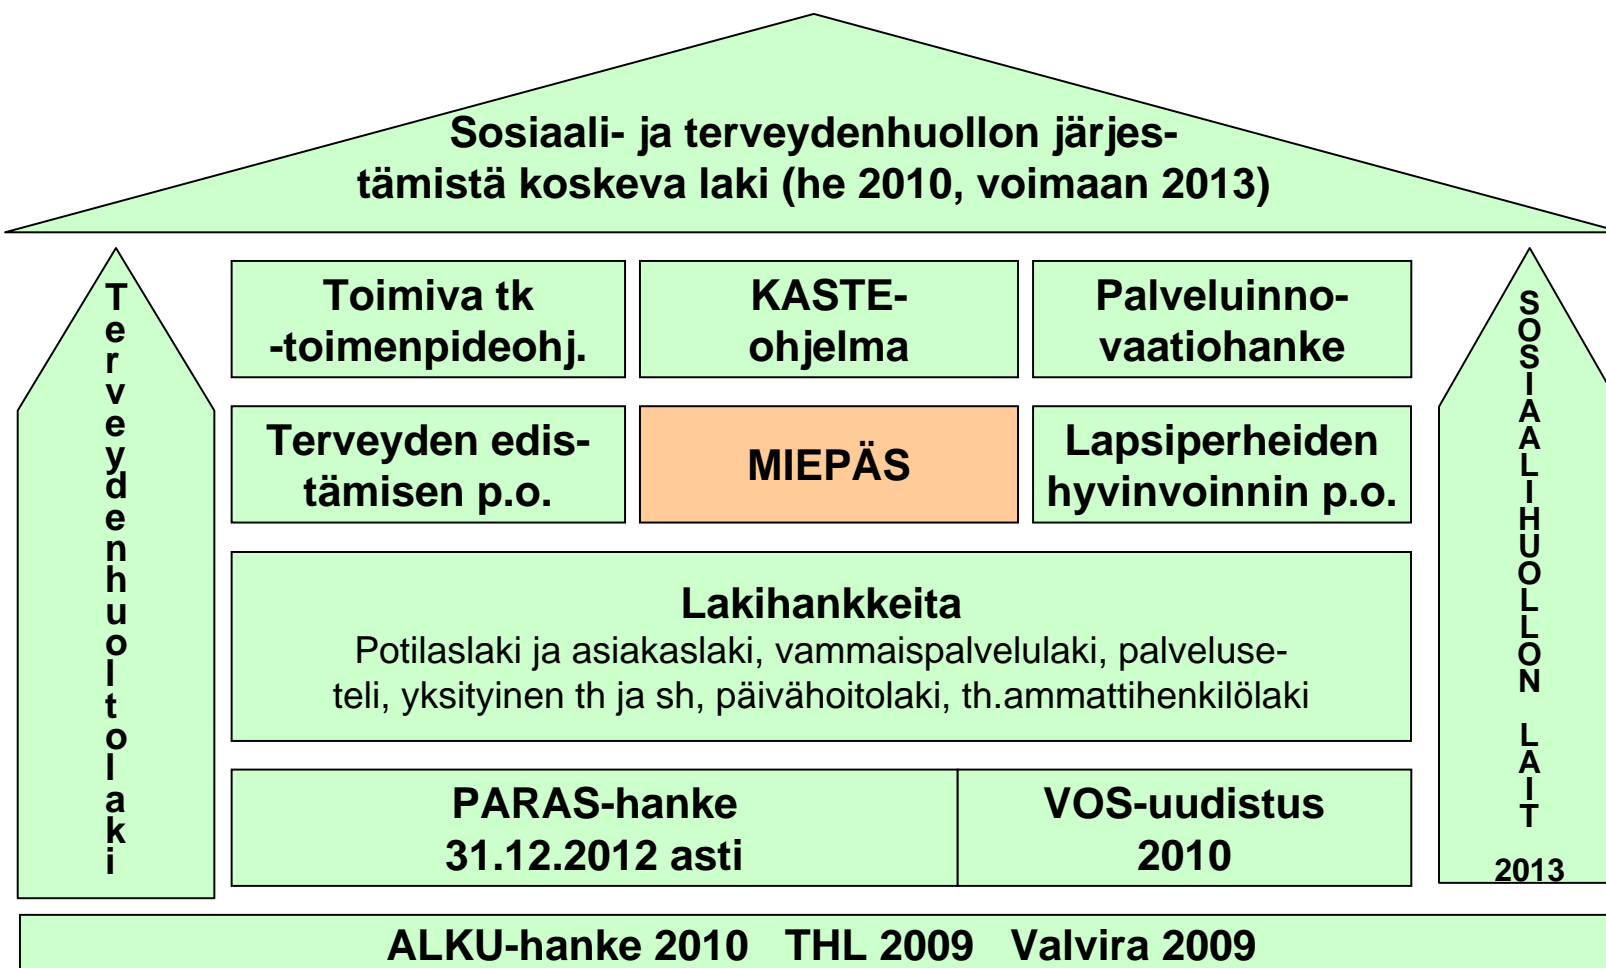 Sosiaali- ja terveydenhuollon järjes-
tämistä koskeva laki (he 2010, voimaan 2013)
Terveydenhuoltolaki
Toimiva tk
-toimenpideohj.
KASTE-
ohjelma
Palveluinno-
vaatiohanke
Terveyden edis-
tämisen p.o.
MIEPÄS
Lapsiperheiden
hyvinvoinnin p.o.
Lakihankkeita
Potilaslaki ja asiakaslaki, vammaispalvelulaki, palveluse-
teli, yksityinen th ja sh, päivähoitolaki, th.ammattihenkilölaki
PARAS-hanke
31.12.2012 asti
VOS-uudistus
2010
SOSIAALIHUOLLON LAIT
2013
ALKU-hanke 2010 THL 2009 Valvira 2009